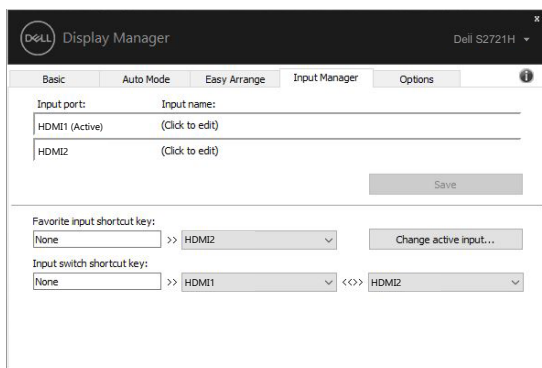 x
DELL Display Manager Dell S2721H
Basic Auto Mode Easy Arrange Input Manager Options i
Input port: Input name:
HDMI1 (Active) (Click to edit)
HDMI2 (Click to edit)
Save
Favorite input shortcut key:
None >> HDMI2 Change active input...
Input switch shortcut key:
None >> HDMI1 <<>> HDMI2